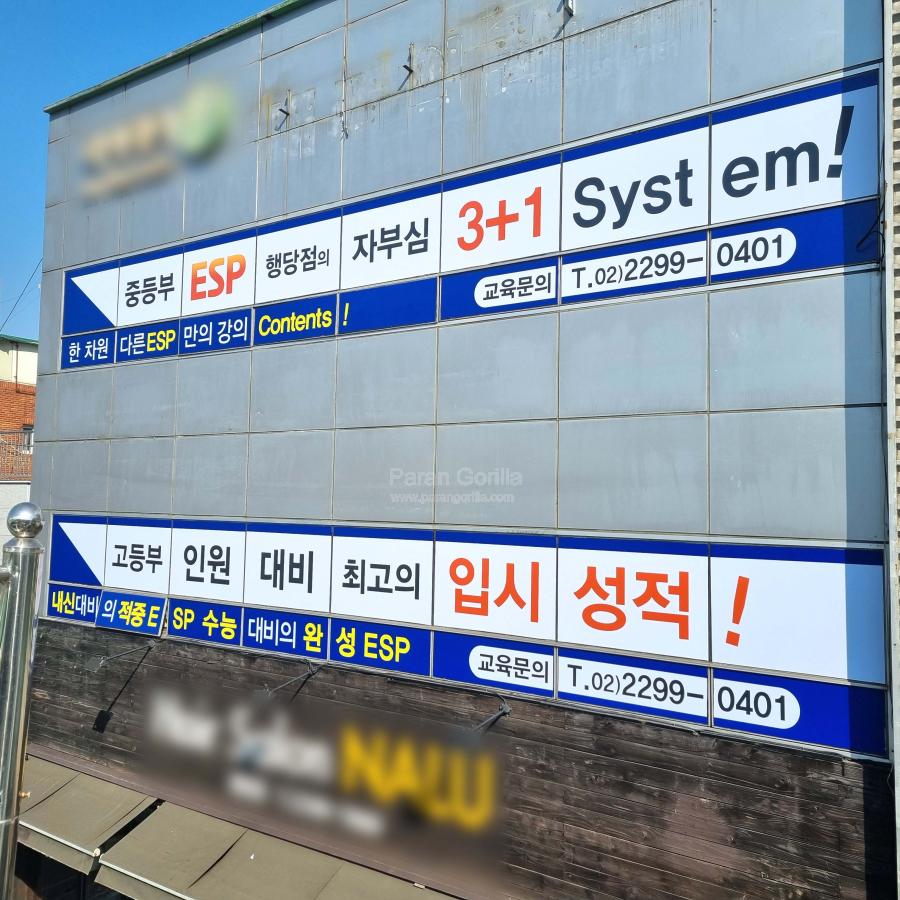 중등부 ESP 행당점의 자부심 3+1 System!
한 차원 다른 ESP만의 강의 Contents!
교육문의 T.02)2299-0401
Paran Gorilla
www.parangorilla.com
고등부 인원 대비 최고의 입시 성적!
내신대비의 적중 ESP 수능대비의 완성 ESP
교육문의 T.02)2299-0401
NALU